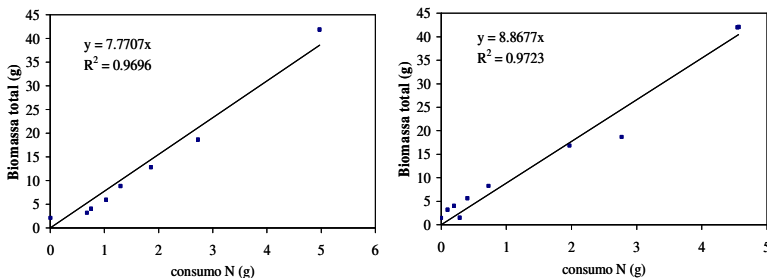 y = 7.7707x
R² = 0.9696
Biomassa total (g)
45
40
35
30
25
20
15
10
5
0
0 1 2 3 4 5 6
consumo N (g)
y = 8.8677x
R² = 0.9723
Biomassa total (g)
45
40
35
30
25
20
15
10
5
0
0 1 2 3 4 5
consumo N (g)